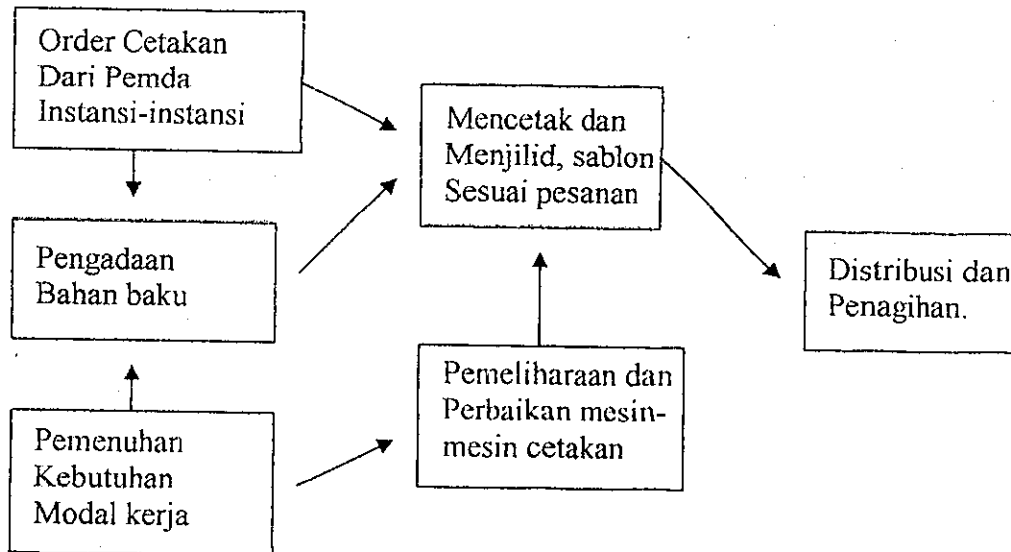 Order Cetakan
Dari Pemda
Instansi-instansi
Mencetak dan
Menjilid, sablon
Sesuai pesanan
Pengadaan
Bahan baku
Distribusi dan
Penagihan.
Pemeliharaan dan
Perbaikan mesin-
mesin cetakan
Pemenuhan
Kebutuhan
Modal kerja